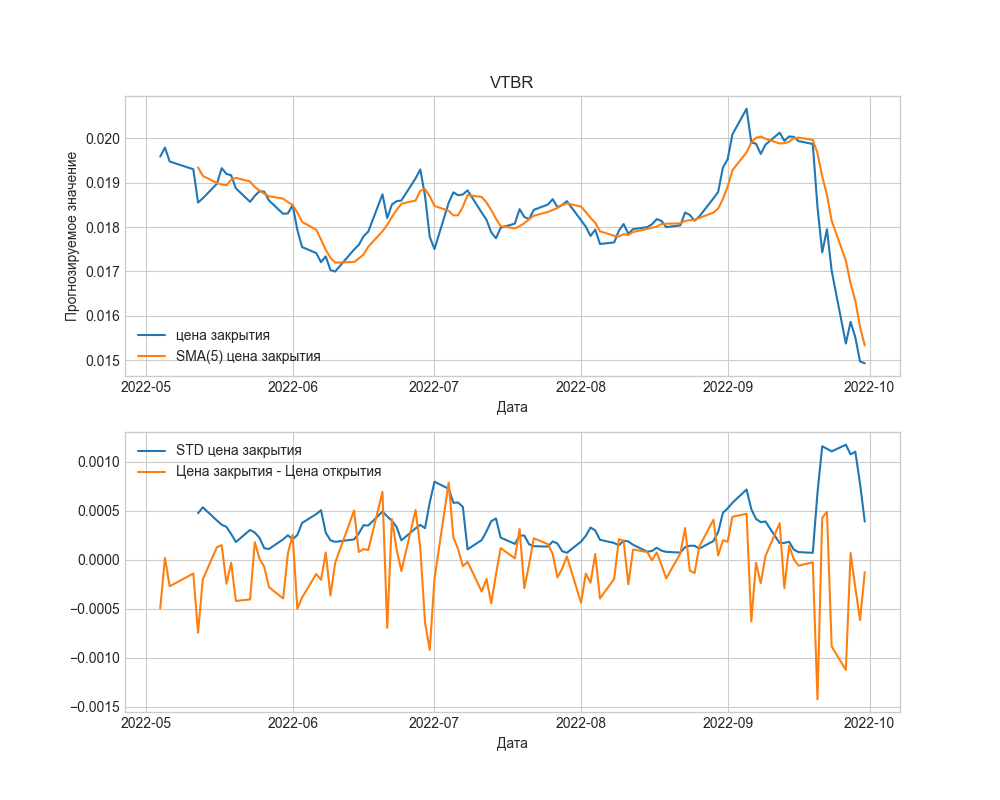 VTBR
Прогнозируемое значение
0.020
0.019
0.018
0.017
0.016
0.015
цена закрытия
SMA(5) цена закрытия
2022-05 2022-06 2022-07 2022-08 2022-09 2022-10
Дата
0.0010
0.0005
0.0000
−0.0005
−0.0010
−0.0015
STD цена закрытия
Цена закрытия - Цена открытия
2022-05 2022-06 2022-07 2022-08 2022-09 2022-10
Дата